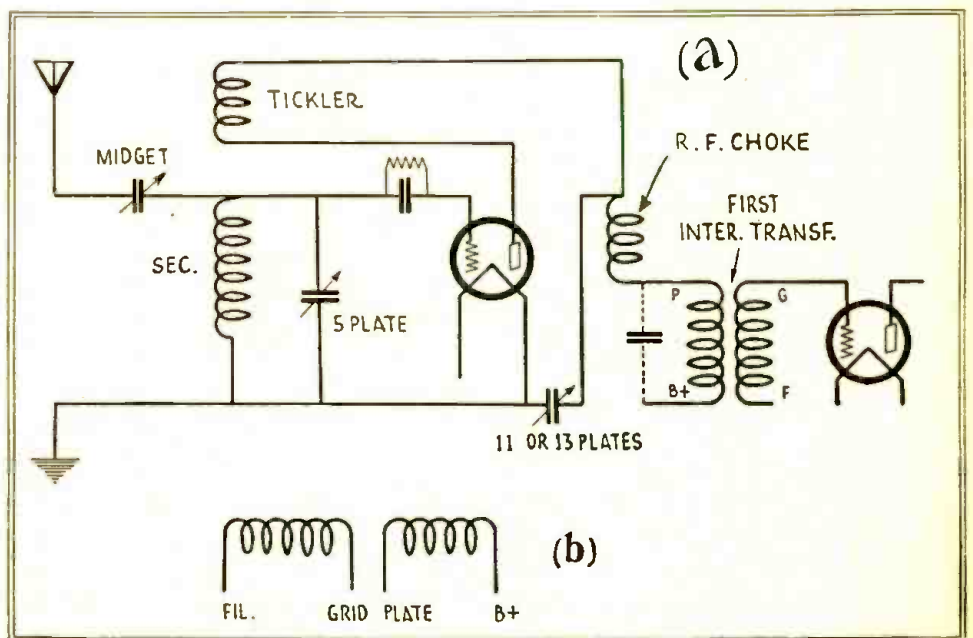 (a)
TICKLER
MIDGET
R.F. CHOKE
FIRST
INTER. TRANSF.
SEC.
5 PLATE
P
G
B+
F
11 OR 13 PLATES
(b)
FIL.
GRID
PLATE
B+